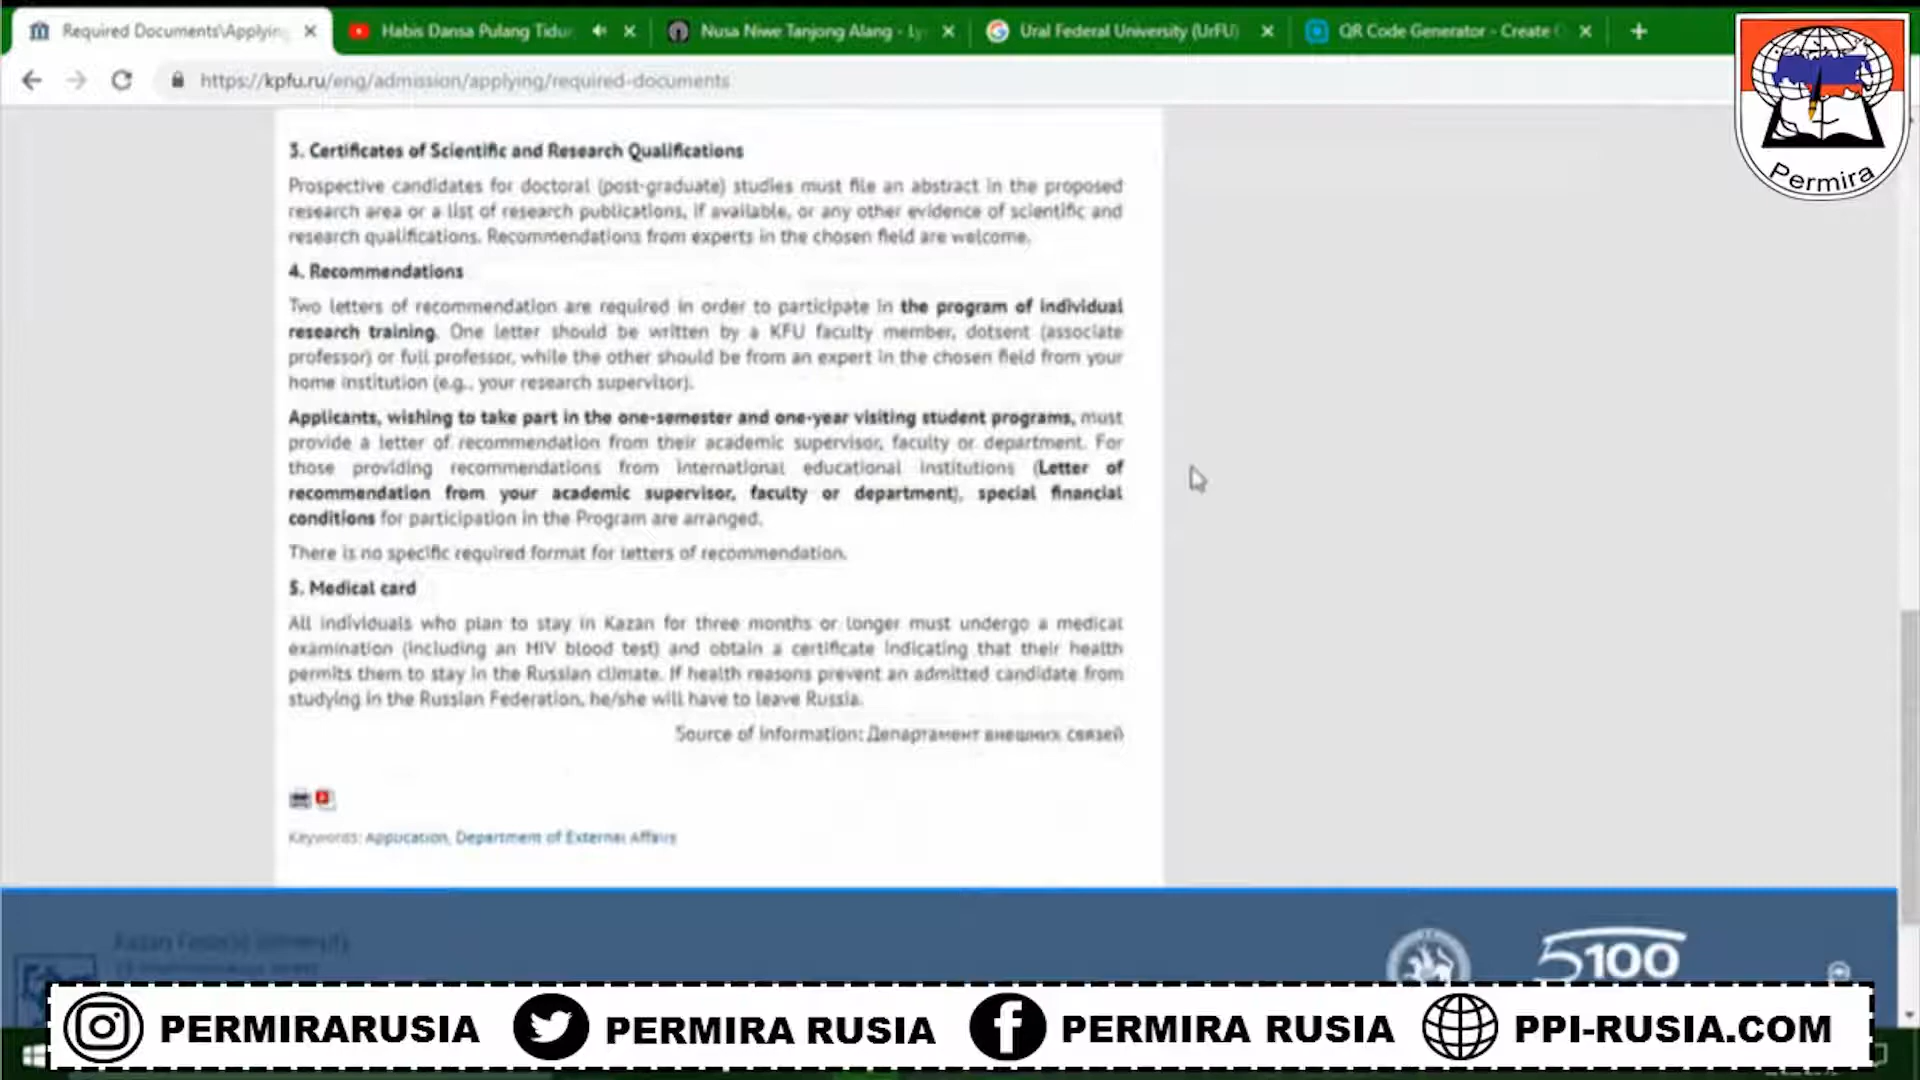 Required Documents\Applying
Habis Dansa Pulang Tidur
Nusa Niwe Tanjong Alang - Ly
Ural Federal University (UrFU)
QR Code Generator - Create
https://kpfu.ru/eng/admission/applying/required-documents
Permira
3. Certificates of Scientific and Research Qualifications
Prospective candidates for doctoral (post-graduate) studies must file an abstract in the proposed
research area or a list of research publications, if available, or any other evidence of scientific and
research qualifications. Recommendations from experts in the chosen field are welcome.
4. Recommendations
Two letters of recommendation are required in order to participate in the program of individual
research training. One letter should be written by a KFU faculty member, dotsent (associate
professor) or full professor, while the other should be from an expert in the chosen field from your
home institution (e.g., your research supervisor).
Applicants, wishing to take part in the one-semester and one-year visiting student programs, must
provide a letter of recommendation from their academic supervisor, faculty or department. For
those providing recommendations from international educational institutions (Letter of
recommendation from your academic supervisor, faculty or department), special financial
conditions for participation in the Program are arranged.
There is no specific required format for letters of recommendation.
5. Medical card
All individuals who plan to stay in Kazan for three months or longer must undergo a medical
examination (including an HIV blood test) and obtain a certificate indicating that their health
permits them to stay in the Russian climate. If health reasons prevent an admitted candidate from
studying in the Russian Federation, he/she will have to leave Russia.
Source of information: Департамент внешних связей
Keywords: Application, Department of External Affairs
Kazan Federal University
5100
PERMIRARUSIA
PERMIRA RUSIA
PERMIRA RUSIA
PPI-RUSIA.COM